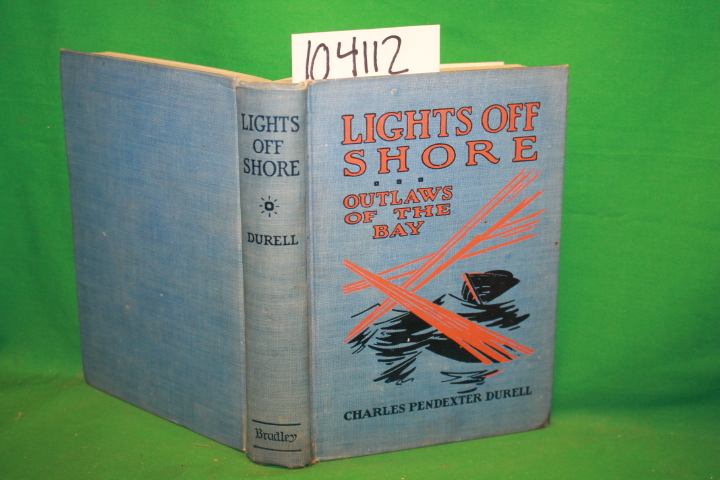 104112
LIGHTS
OFF
SHORE
DURELL
Bradley
LIGHTS OFF
SHORE
OUTLAWS
OF THE
BAY
CHARLES PENDEXTER DURELL